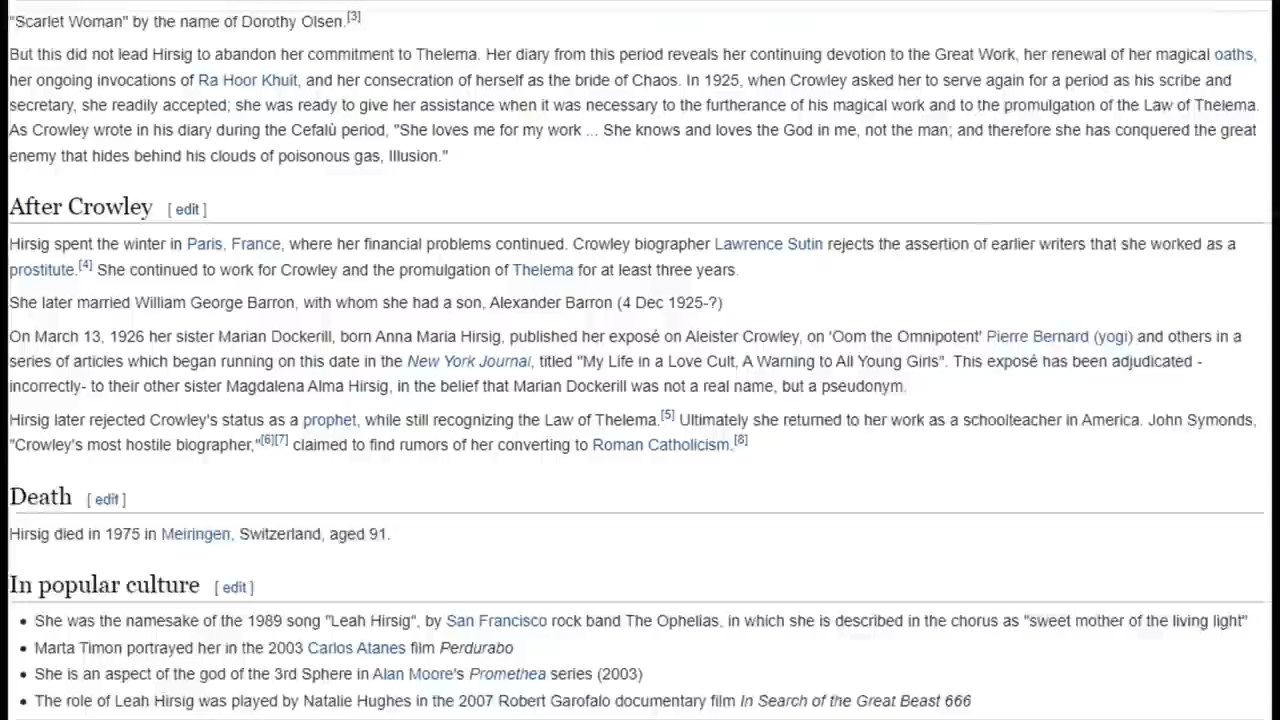 "Scarlet Woman" by the name of Dorothy Olsen.[3]
But this did not lead Hirsig to abandon her commitment to Thelema. Her diary from this period reveals her continuing devotion to the Great Work, her renewal of her magical oaths,
her ongoing invocations of Ra Hoor Khuit, and her consecration of herself as the bride of Chaos. In 1925, when Crowley asked her to serve again for a period as his scribe and
secretary, she readily accepted; she was ready to give her assistance when it was necessary to the furtherance of his magical work and to the promulgation of the Law of Thelema.
As Crowley wrote in his diary during the Cefalù period, "She loves me for my work ... She knows and loves the God in me, not the man; and therefore she has conquered the great
enemy that hides behind his clouds of poisonous gas, Illusion."
After Crowley [ edit ]
Hirsig spent the winter in Paris, France, where her financial problems continued. Crowley biographer Lawrence Sutin rejects the assertion of earlier writers that she worked as a
prostitute.[4] She continued to work for Crowley and the promulgation of Thelema for at least three years.
She later married William George Barron, with whom she had a son, Alexander Barron (4 Dec 1925-?)
On March 13, 1926 her sister Marian Dockerill, born Anna Maria Hirsig, published her exposé on Aleister Crowley, on 'Oom the Omnipotent' Pierre Bernard (yogi) and others in a
series of articles which began running on this date in the New York Journal, titled "My Life in a Love Cult, A Warning to All Young Girls". This exposé has been adjudicated -
incorrectly- to their other sister Magdalena Alma Hirsig, in the belief that Marian Dockerill was not a real name, but a pseudonym.
Hirsig later rejected Crowley's status as a prophet, while still recognizing the Law of Thelema.[5] Ultimately she returned to her work as a schoolteacher in America. John Symonds,
"Crowley's most hostile biographer,"[6][7] claimed to find rumors of her converting to Roman Catholicism.[8]
Death [ edit ]
Hirsig died in 1975 in Meiringen, Switzerland, aged 91.
In popular culture [ edit ]
• She was the namesake of the 1989 song "Leah Hirsig", by San Francisco rock band The Ophelias, in which she is described in the chorus as "sweet mother of the living light"
• Marta Timon portrayed her in the 2003 Carlos Atanes film Perdurabo
• She is an aspect of the god of the 3rd Sphere in Alan Moore's Promethea series (2003)
• The role of Leah Hirsig was played by Natalie Hughes in the 2007 Robert Garofalo documentary film In Search of the Great Beast 666